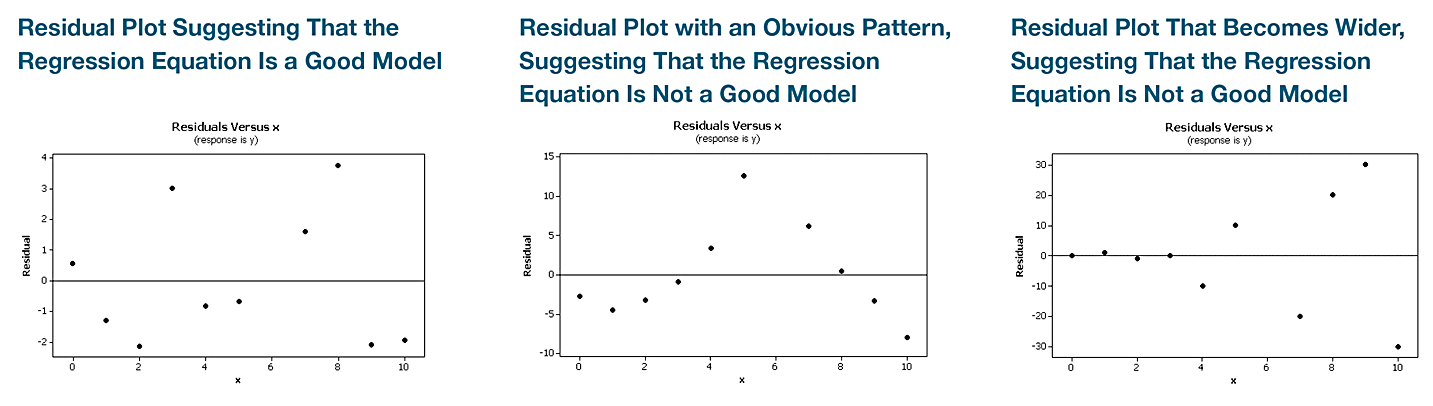 Residual Plot Suggesting That the
Regression Equation Is a Good Model
Residuals Versus x
(response is y)
Residual
4
3
2
1
0
-1
-2
0
2
4
6
8
10
x
Residual Plot with an Obvious Pattern,
Suggesting That the Regression
Equation Is Not a Good Model
Residuals Versus x
(response is y)
Residual
15
10
5
0
-5
-10
0
2
4
6
8
10
x
Residual Plot That Becomes Wider,
Suggesting That the Regression
Equation Is Not a Good Model
Residuals Versus x
(response is y)
Residual
30
20
10
0
-10
-20
-30
0
2
4
6
8
10
x